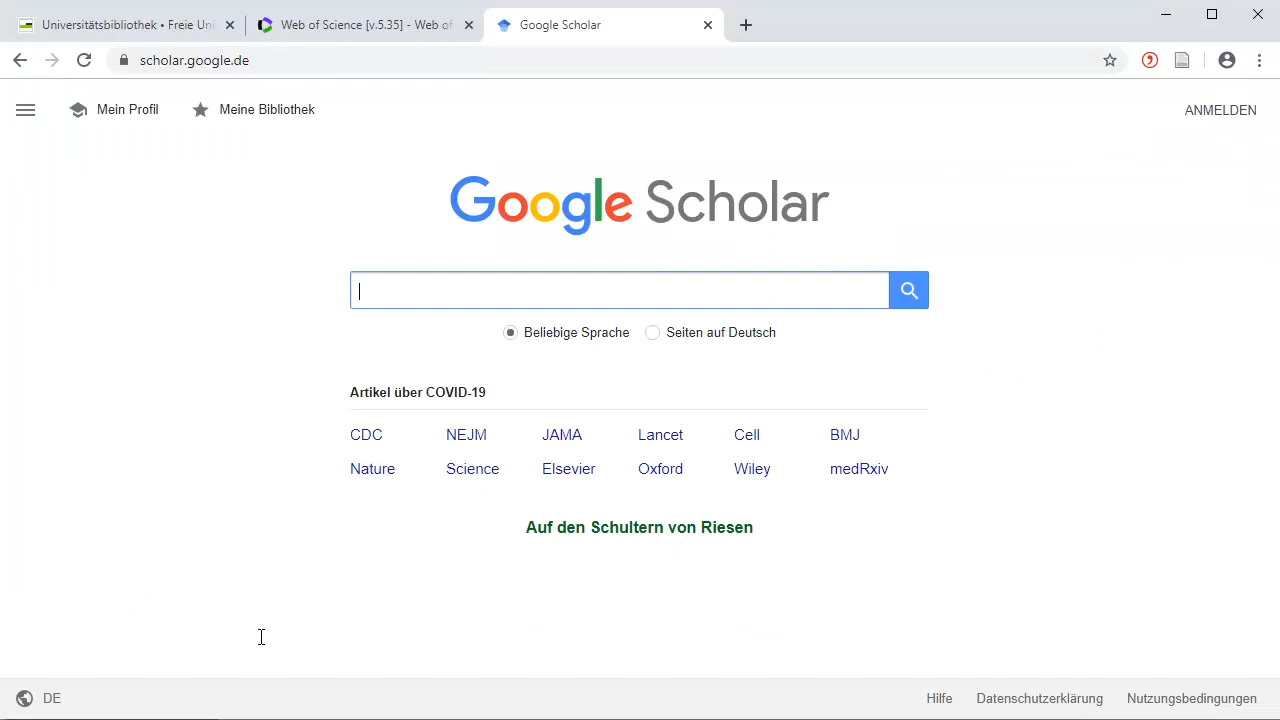 Universitätsbibliothek • Freie Un
Web of Science [v.5.35] - Web of
Google Scholar
scholar.google.de
Mein Profil
Meine Bibliothek
ANMELDEN
Google Scholar
Beliebige Sprache
Seiten auf Deutsch
Artikel über COVID-19
CDC NEJM JAMA Lancet Cell BMJ
Nature Science Elsevier Oxford Wiley medRxiv
Auf den Schultern von Riesen
DE
Hilfe
Datenschutzerklärung
Nutzungsbedingungen